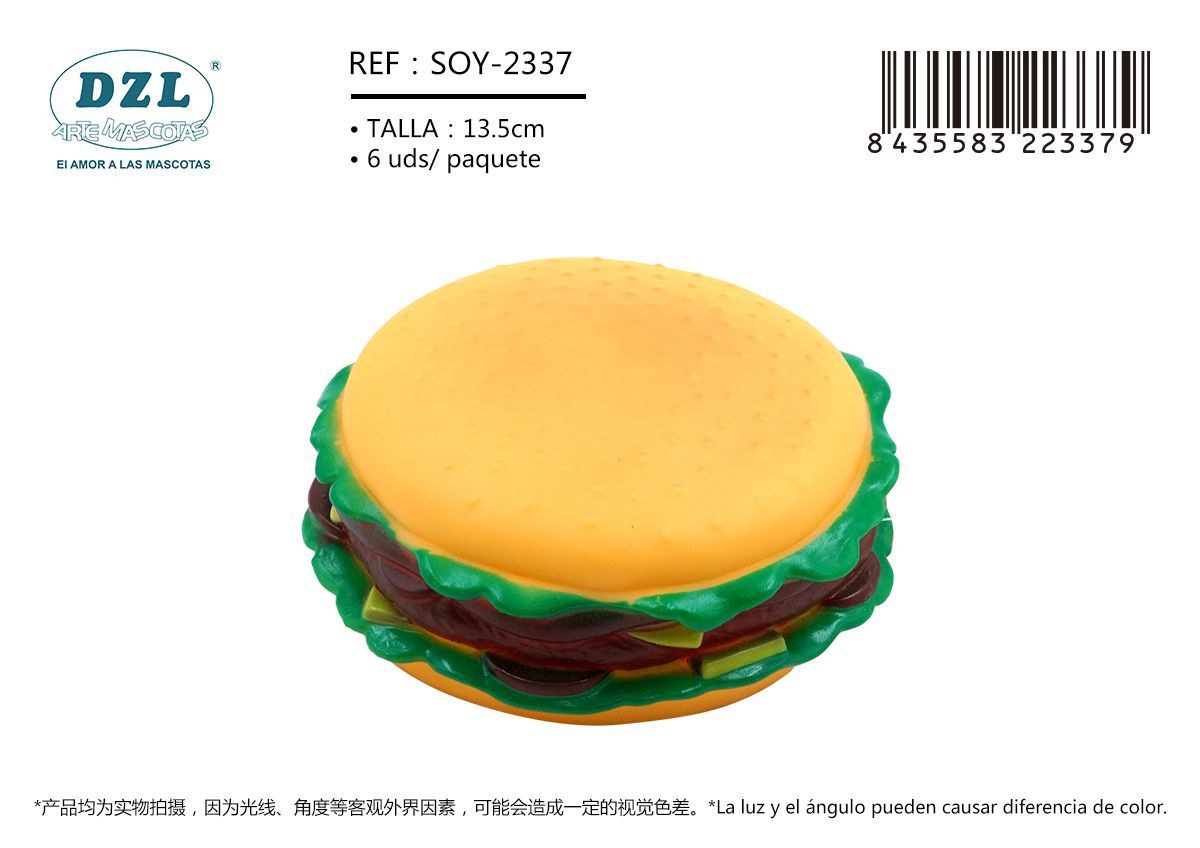 DZL®
ARTE MASCOTAS
El AMOR A LAS MASCOTAS
REF : SOY-2337
• TALLA : 13.5cm
• 6 uds/ paquete
8 435583 223379
*产品均为实物拍摄，因为光线、角度等客观外界因素，可能会造成一定的视觉色差。*La luz y el ángulo pueden causar diferencia de color.